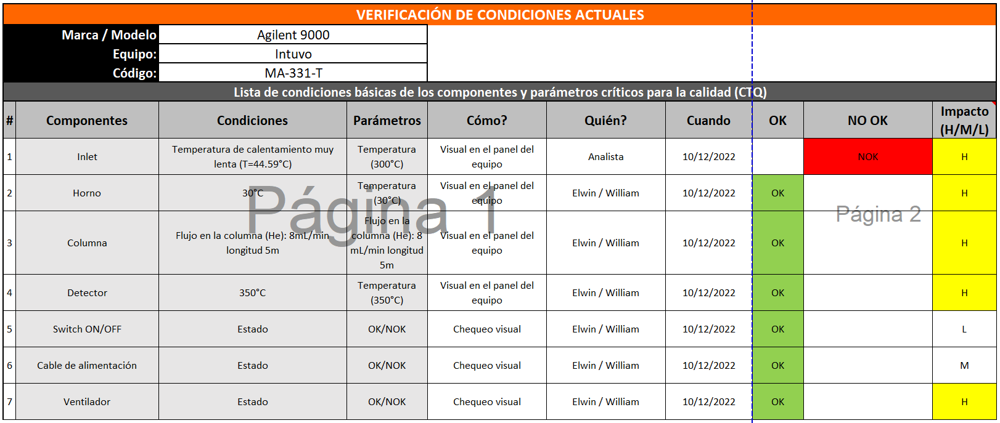 VERIFICACIÓN DE CONDICIONES ACTUALES
Marca / Modelo Agilent 9000
Equipo: Intuvo
Código: MA-331-T
Lista de condiciones básicas de los componentes y parámetros críticos para la calidad (CTQ)
# Componentes Condiciones Parámetros Cómo? Quién? Cuando OK NO OK Impacto (H/M/L)
1 Inlet Temperatura de calentamiento muy lenta (T=44.59°C) Temperatura (300°C) Visual en el panel del equipo Analista 10/12/2022 NOK H
2 Horno 30°C Temperatura (30°C) Visual en el panel del equipo Elwin / William 10/12/2022 OK H
3 Columna Flujo en la columna (He): 8mL/min longitud 5m Flujo en la columna (He): 8 mL/min longitud 5m Visual en el panel del equipo Elwin / William 10/12/2022 OK H
4 Detector 350°C Temperatura (350°C) Visual en el panel del equipo Elwin / William 10/12/2022 OK H
5 Switch ON/OFF Estado OK/NOK Chequeo visual Elwin / William 10/12/2022 OK L
6 Cable de alimentación Estado OK/NOK Chequeo visual Elwin / William 10/12/2022 OK M
7 Ventilador Estado OK/NOK Chequeo visual Elwin / William 10/12/2022 OK H
Página 1
Página 2